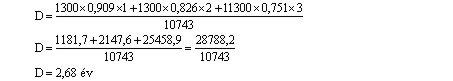 D = 1300×0,909×1+1300×0,826×2+11300×0,751×3 / 10743
D = 1181,7+2147,6+25458,9 / 10743 = 28788,2 / 10743
D = 2,68 év